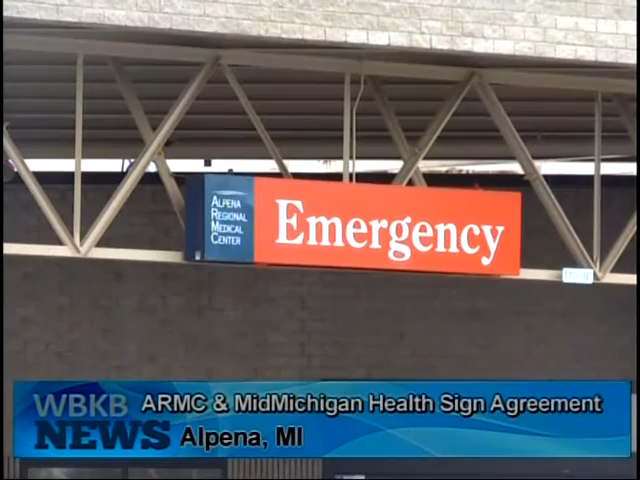 ALPENA
REGIONAL
MEDICAL
CENTER
Emergency
WBKB
NEWS
ARMC & MidMichigan Health Sign Agreement
Alpena, MI